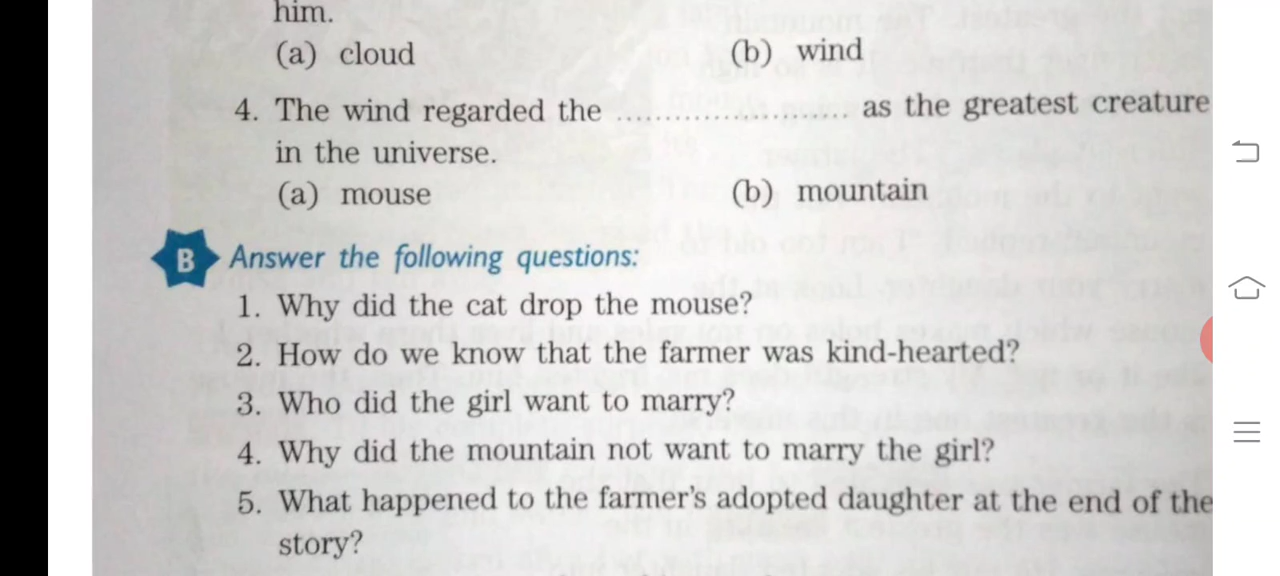 him.
(a) cloud (b) wind
4. The wind regarded the ........................ as the greatest creature
in the universe.
(a) mouse (b) mountain
B Answer the following questions:
1. Why did the cat drop the mouse?
2. How do we know that the farmer was kind-hearted?
3. Who did the girl want to marry?
4. Why did the mountain not want to marry the girl?
5. What happened to the farmer's adopted daughter at the end of the
story?